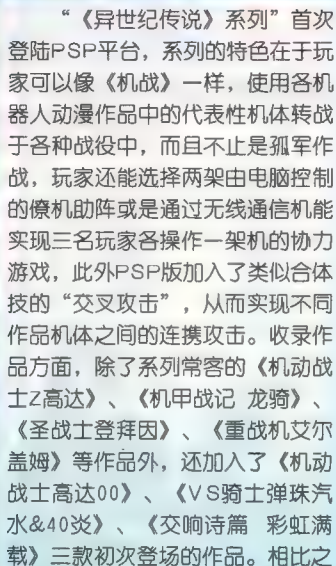 “《异世纪传说》系列”首次
登陆PSP平台，系列的特色在于玩
家可以像《机战》一样，使用各机
器人动漫作品中的代表性机体转战
于各种战役中，而且不止是孤军作
战，玩家还能选择两架由电脑控制
的僚机助阵或是通过无线通信机能
实现三名玩家各操作一架机的协力
游戏，此外PSP版加入了类似合体
技的“交叉攻击”，从而实现不同
作品机体之间的连携攻击。收录作
品方面，除了系列常客的《机动战
士Z高达》、《机甲战记 龙骑》、
《圣战士登拜因》、《重战机艾尔
盖姆》等作品外，还加入了《机动
战士高达00》、《VS骑士弹珠汽
水&40炎》、《交响诗篇 彩虹满
载》三款初次登场的作品。相比之